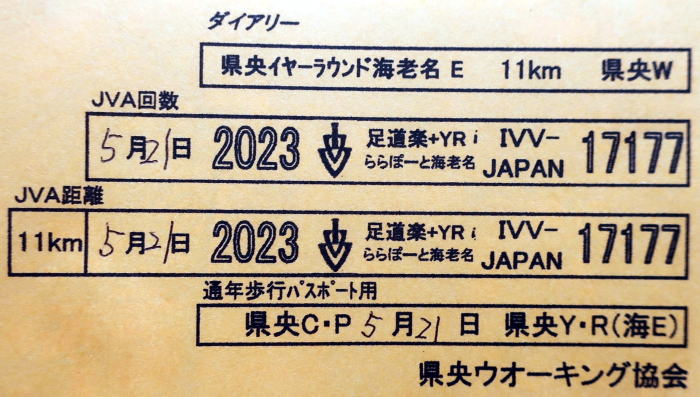 ダイアリー
県央イヤーラウンド海老名 E 11km 県央W
JVA回数
5月21日 2023 足道楽+YR i IVV-JAPAN 17177
ららぽーと海老名
JVA距離
11km 5月21日 2023 足道楽+YR i IVV-JAPAN 17177
ららぽーと海老名
通年歩行パスポート用
県央C・P 5月21日 県央Y・R(海E)
県央ウオーキング協会